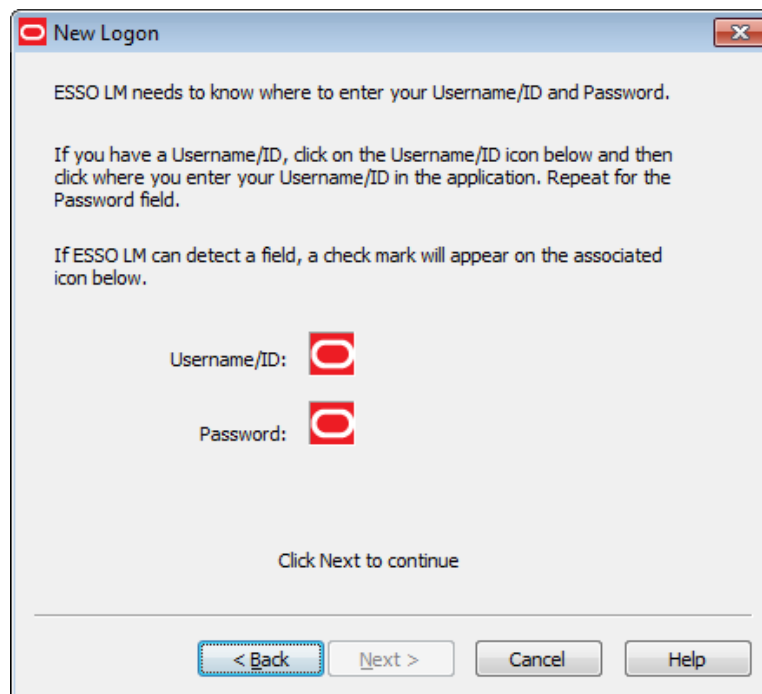 New Logon
ESSO LM needs to know where to enter your Username/ID and Password.
If you have a Username/ID, click on the Username/ID icon below and then
click where you enter your Username/ID in the application. Repeat for the
Password field.
If ESSO LM can detect a field, a check mark will appear on the associated
icon below.
Username/ID:
Password:
Click Next to continue
< Back Next > Cancel Help